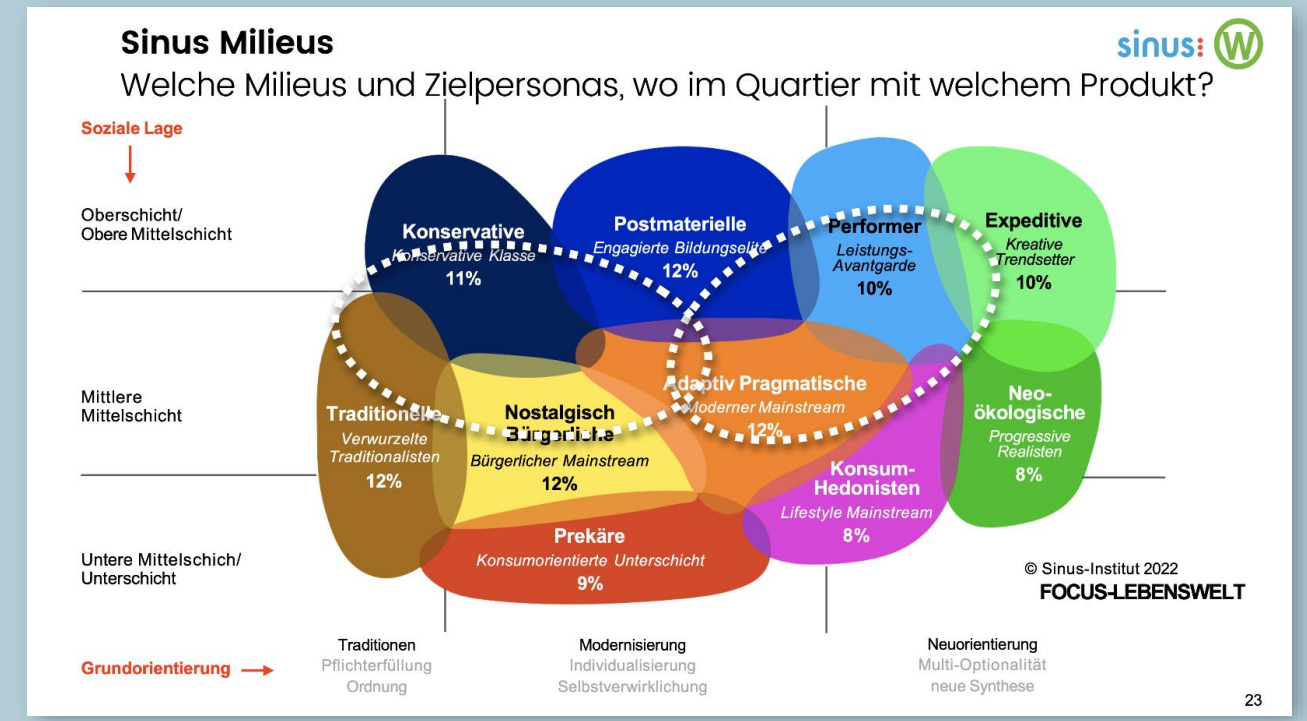 Sinus Milieus
sinus: W
Welche Milieus und Zielpersonas, wo im Quartier mit welchem Produkt?
Soziale Lage
Oberschicht/
Obere Mittelschicht
Konservative
Konservative Klasse
11%
Postmaterielle
Engagierte Bildungselite
12%
Performer
Leistungs-
Avantgarde
10%
Expeditive
Kreative
Trendsetter
10%
Mittlere
Mittelschicht
Traditionelle
Verwurzelte
Traditionalisten
12%
Nostalgisch
Bürgerliche
Bürgerlicher Mainstream
12%
Adaptiv Pragmatische
Moderner Mainstream
12%
Neo-
ökologische
Progressive
Realisten
8%
Konsum-
Hedonisten
Lifestyle Mainstream
8%
Untere Mittelschich/
Unterschicht
Prekäre
Konsumorientierte Unterschicht
9%
© Sinus-Institut 2022
FOCUS-LEBENSWELT
Grundorientierung
Traditionen
Pflichterfüllung
Ordnung
Modernisierung
Individualisierung
Selbstverwirklichung
Neuorientierung
Multi-Optionalität
neue Synthese
23